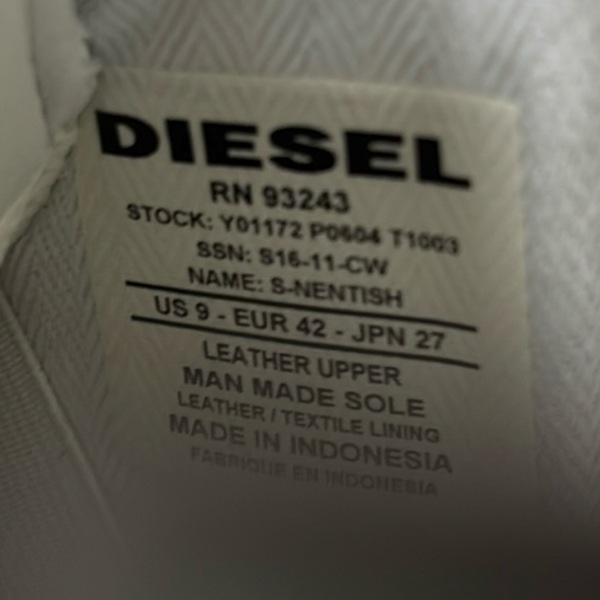 DIESEL
RN 93243
STOCK: Y01172 P0604 T1003
SSN: S16-11-CW
NAME: S-NENTISH
US 9 - EUR 42 - JPN 27
LEATHER UPPER
MAN MADE SOLE
LEATHER / TEXTILE LINING
MADE IN INDONESIA
FABRIQUE EN INDONESIA